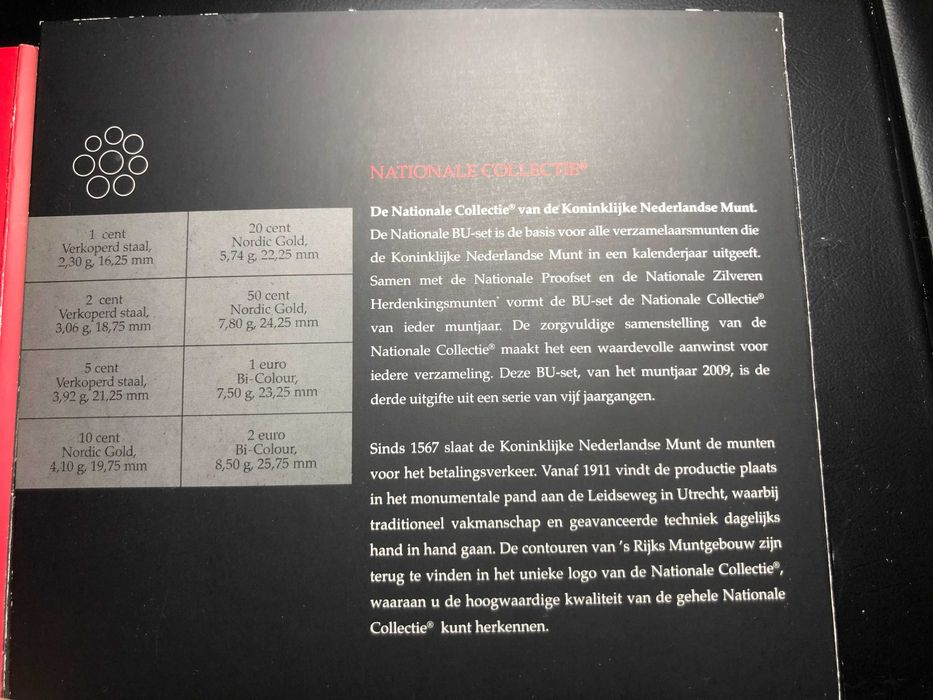 1 cent
Verkoperd staal,
2,30 g, 16,25 mm
20 cent
Nordic Gold,
5,74 g, 22,25 mm
2 cent
Verkoperd staal,
3,06 g, 18,75 mm
50 cent
Nordic Gold,
7,80 g, 24,25 mm
5 cent
Verkoperd staal,
3,92 g, 21,25 mm
1 euro
Bi-Colour,
7,50 g, 23,25 mm
10 cent
Nordic Gold,
4,10 g, 19,75 mm
2 euro
Bi-Colour,
8,50 g, 25,75 mm
NATIONALE COLLECTIE®
De Nationale Collectie® van de Koninklijke Nederlandse Munt.
De Nationale BU-set is de basis voor alle verzamelaarsmunten die
de Koninklijke Nederlandse Munt in een kalenderjaar uitgeeft.
Samen met de Nationale Proofset en de Nationale Zilveren
Herdenkingsmunten* vormt de BU-set de Nationale Collectie®
van ieder muntjaar. De zorgvuldige samenstelling van de
Nationale Collectie® maakt het een waardevolle aanwinst voor
iedere verzameling. Deze BU-set, van het muntjaar 2009, is de
derde uitgifte uit een serie van vijf jaargangen.
Sinds 1567 slaat de Koninklijke Nederlandse Munt de munten
voor het betalingsverkeer. Vanaf 1911 vindt de productie plaats
in het monumentale pand aan de Leidseweg in Utrecht, waarbij
traditioneel vakmanschap en geavanceerde techniek dagelijks
hand in hand gaan. De contouren van 's Rijks Muntgebouw zijn
terug te vinden in het unieke logo van de Nationale Collectie®,
waaraan u de hoogwaardige kwaliteit van de gehele Nationale
Collectie® kunt herkennen.